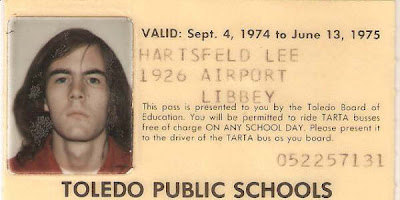 VALID: Sept. 4, 1974 to June 13, 1975
HARTSFELD LEE
1926 AIRPORT
LIBBEY
This pass is presented to you by the Toledo Board of
Education. You will be permitted to ride TARTA busses
free of charge ON ANY SCHOOL DAY. Please present it
to the driver of the TARTA bus as you board.
052257131
TOLEDO PUBLIC SCHOOLS